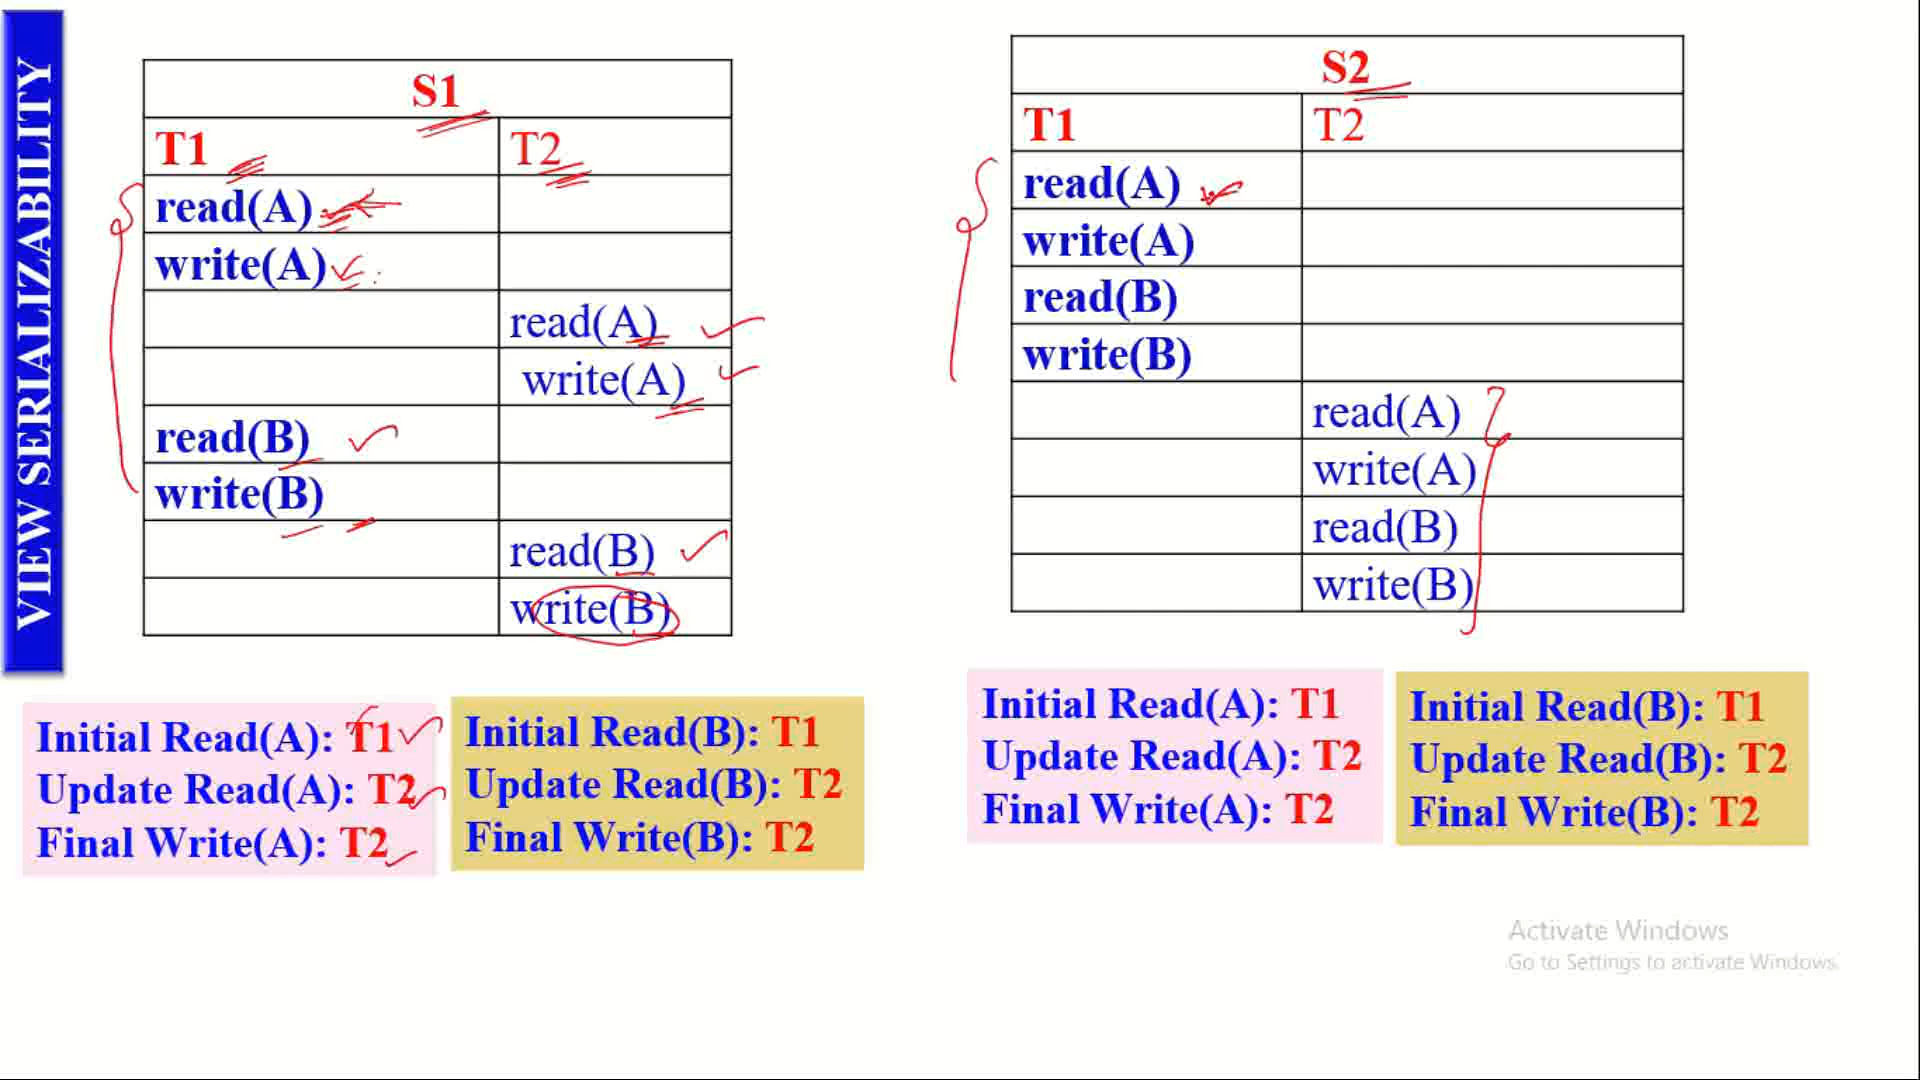 VIEW SERIALIZABILITY
S1
T1 T2
read(A)
write(A)
read(A)
write(A)
read(B)
write(B)
read(B)
write(B)
Initial Read(A): T1
Update Read(A): T2
Final Write(A): T2
Initial Read(B): T1
Update Read(B): T2
Final Write(B): T2
S2
T1 T2
read(A)
write(A)
read(B)
write(B)
read(A)
write(A)
read(B)
write(B)
Initial Read(A): T1
Update Read(A): T2
Final Write(A): T2
Initial Read(B): T1
Update Read(B): T2
Final Write(B): T2
Activate Windows
Go to Settings to activate Windows.